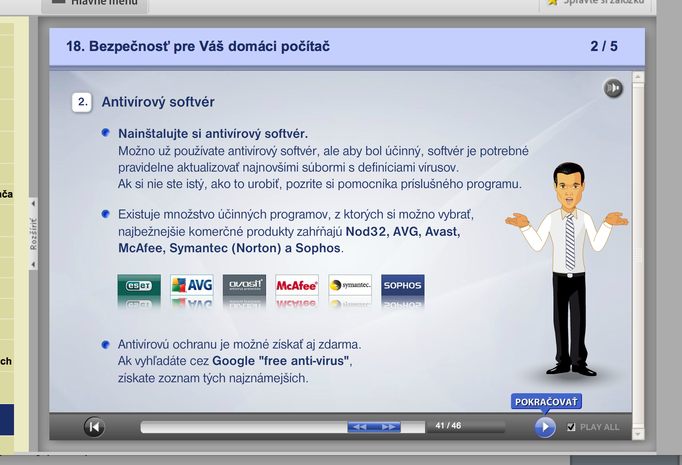 Hlavné menu
Spravte si záložku
18. Bezpečnosť pre Váš domáci počítač
2 / 5
2. Antivírový softvér
Nainštalujte si antivírový softvér.
Možno už používate antivírový softvér, ale aby bol účinný, softvér je potrebné
pravidelne aktualizovať najnovšími súbormi s definíciami vírusov.
Ak si nie ste istý, ako to urobiť, pozrite si pomocníka príslušného programu.
Rozšíriť
Existuje množstvo účinných programov, z ktorých si možno vybrať,
najbežnejšie komerčné produkty zahŕňajú Nod32, AVG, Avast,
McAfee, Symantec (Norton) a Sophos.
eset
AVG
avast!
McAfee
symantec.
SOPHOS
Antivírovú ochranu je možné získať aj zdarma.
Ak vyhľadáte cez Google "free anti-virus",
získate zoznam tých najznámejších.
ch
POKRAČOVAŤ
41 / 46
PLAY ALL